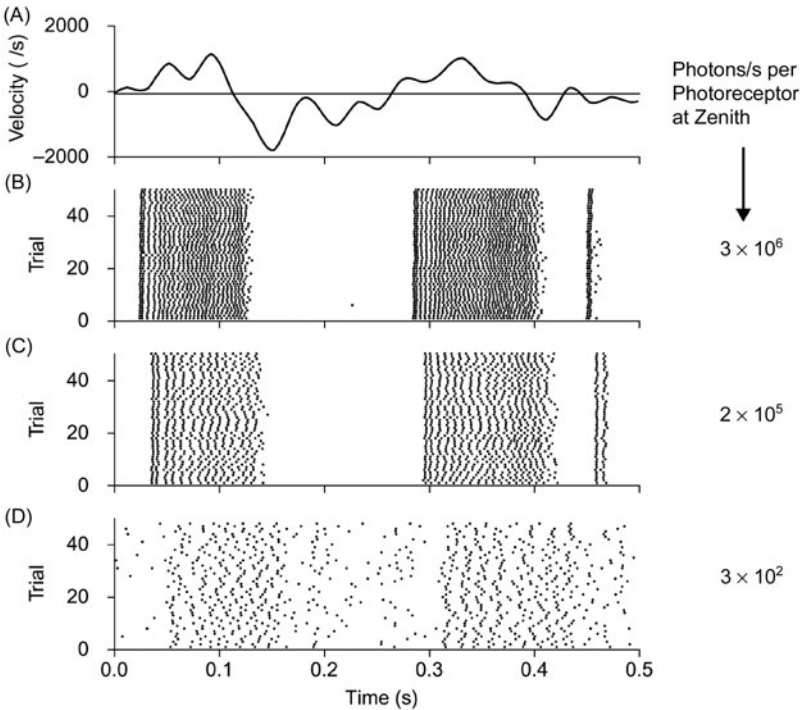 (A)
2000
0
−2000
Velocity ( /s)
Photons/s per
Photoreceptor
at Zenith
(B)
40
20
0
Trial
3 × 10⁶
(C)
40
20
0
Trial
2 × 10⁵
(D)
40
20
0
Trial
3 × 10²
0.0 0.1 0.2 0.3 0.4 0.5
Time (s)